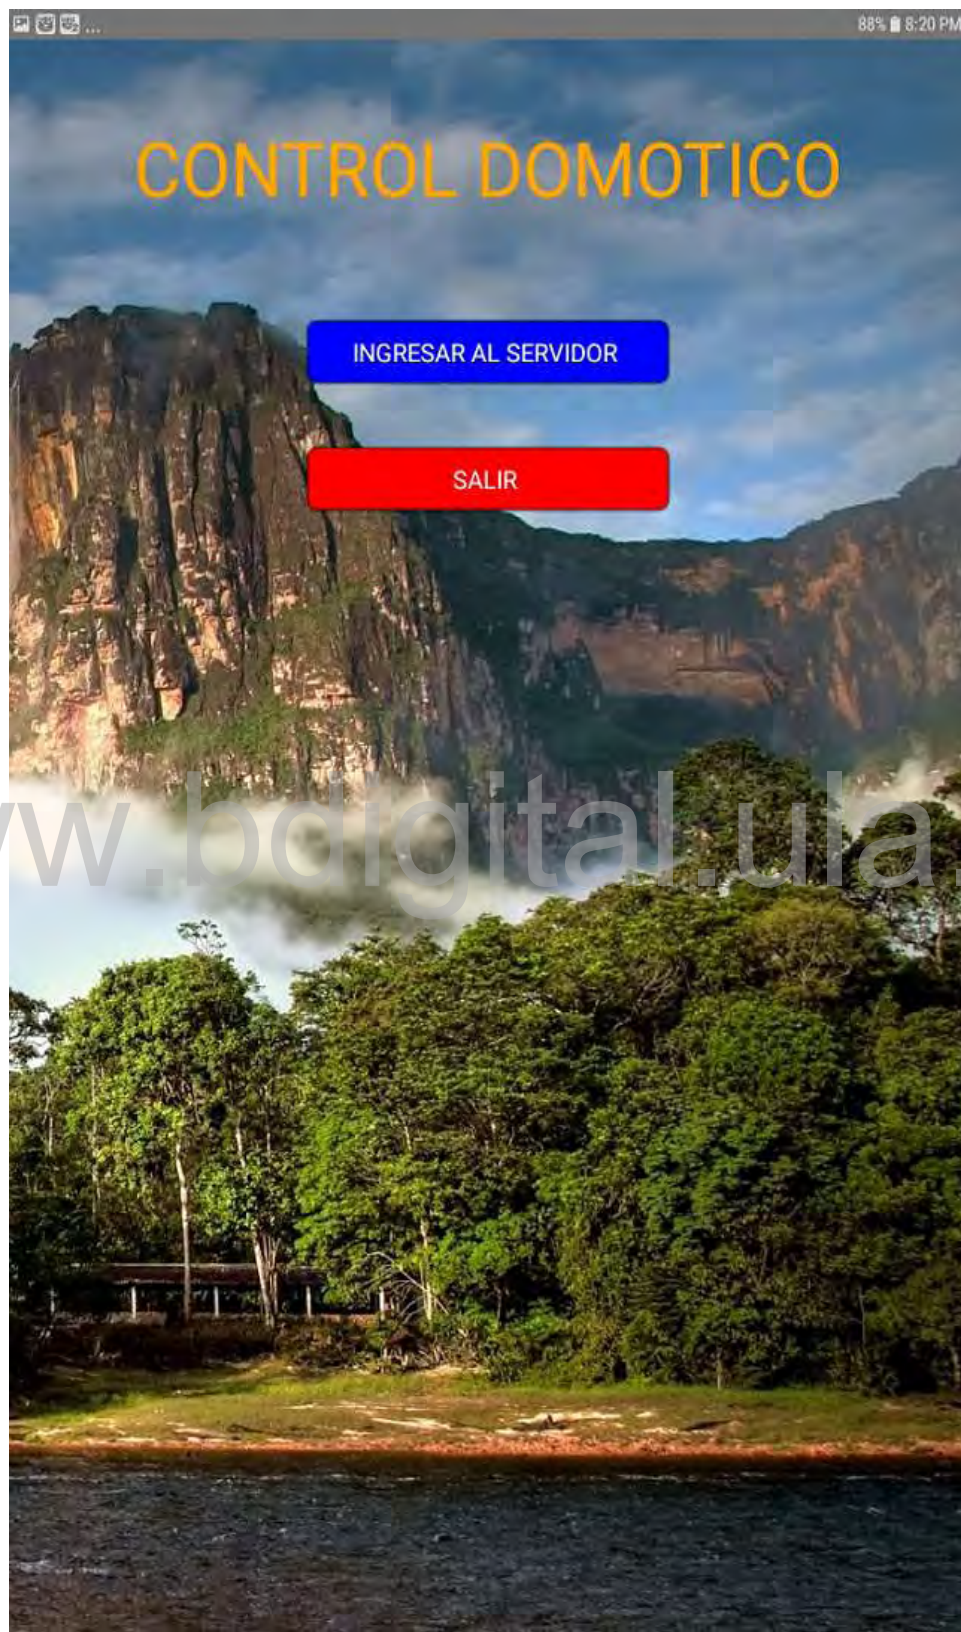 ... 88% 8:20 PM
CONTROL DOMOTICO
INGRESAR AL SERVIDOR
SALIR
w.bdigital.ula.